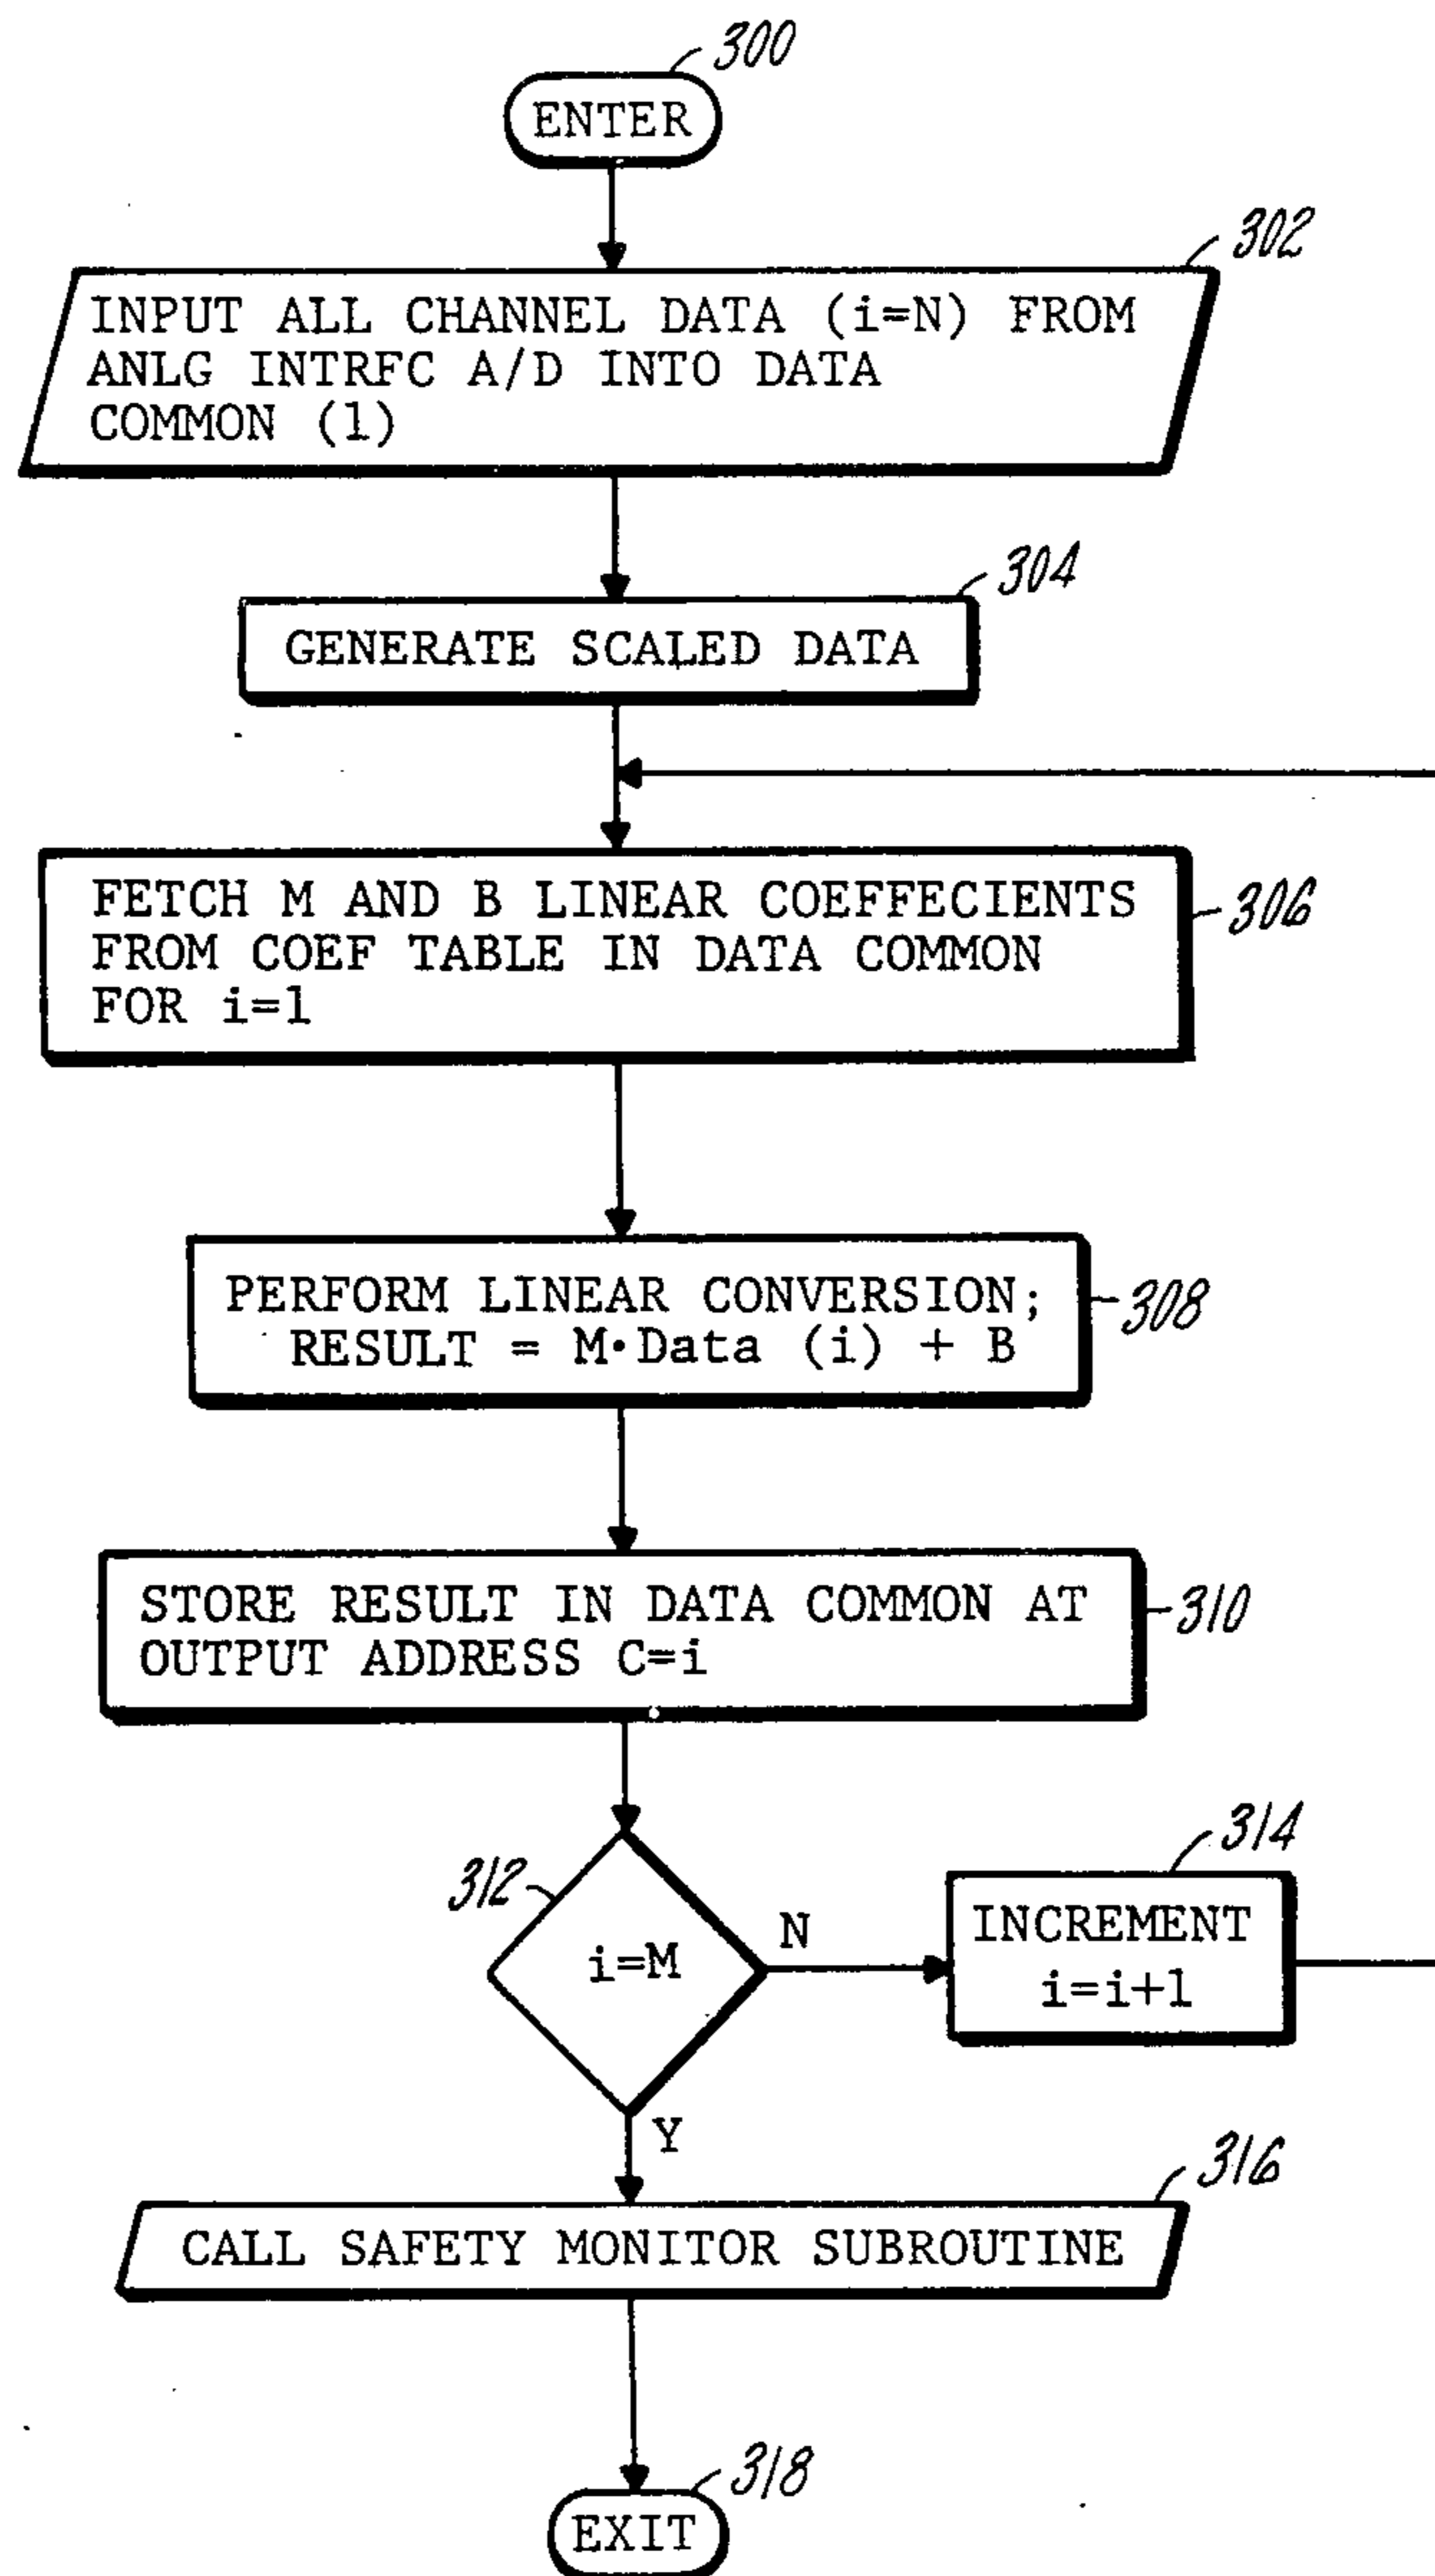 300
ENTER
302
INPUT ALL CHANNEL DATA (i=N) FROM
ANLG INTRFC A/D INTO DATA
COMMON (1)
304
GENERATE SCALED DATA
FETCH M AND B LINEAR COEFFECIENTS
FROM COEF TABLE IN DATA COMMON
FOR i=1
306
PERFORM LINEAR CONVERSION;
RESULT = M·Data (i) + B
308
STORE RESULT IN DATA COMMON AT
OUTPUT ADDRESS C=i
310
312
i=M
N
314
INCREMENT
i=i+1
Y
316
CALL SAFETY MONITOR SUBROUTINE
318
EXIT